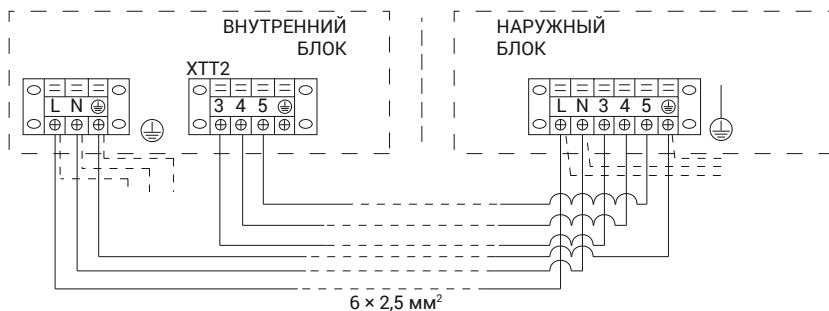 ВНУТРЕННИЙ
БЛОК
НАРУЖНЫЙ
БЛОК
XTT2
L N
3 4 5
L N 3 4 5
6 × 2,5 мм²